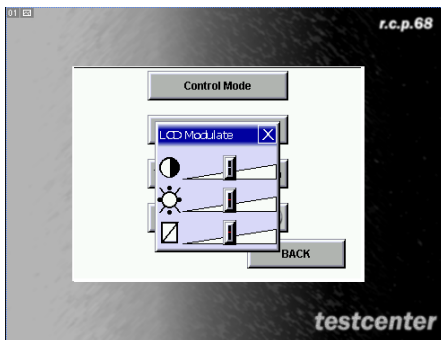 01
r.c.p.68
Control Mode
LCD Modulate
BACK
testcenter